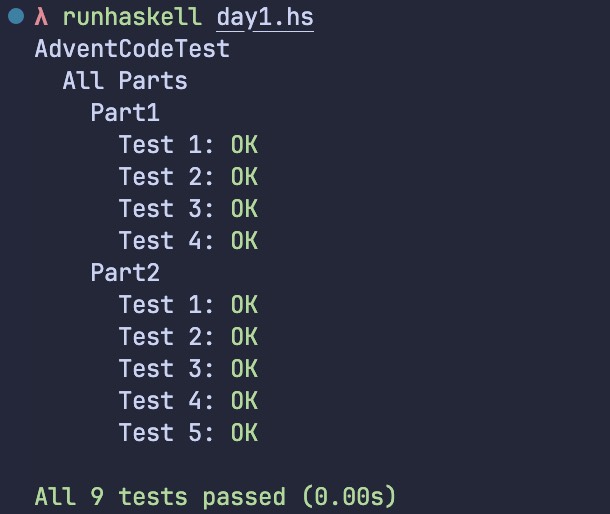 λ runhaskell day1.hs
AdventCodeTest
  All Parts
    Part1
      Test 1: OK
      Test 2: OK
      Test 3: OK
      Test 4: OK
    Part2
      Test 1: OK
      Test 2: OK
      Test 3: OK
      Test 4: OK
      Test 5: OK

All 9 tests passed (0.00s)